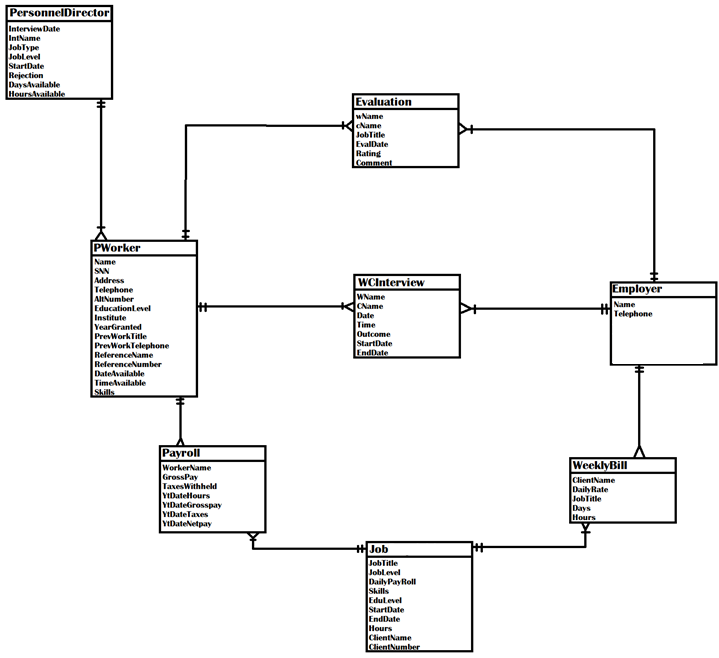 PersonnelDirector
InterviewDate
IntName
JobType
JobLevel
StartDate
Rejection
DaysAvailable
HoursAvailable
Evaluation
wName
cName
JobTitle
EvalDate
Rating
Comment
PWorker
Name
SNN
Address
Telephone
AltNumber
EducationLevel
Institute
YearGranted
PrevWorkTitle
PrevWorkTelephone
ReferenceName
ReferenceNumber
DateAvailable
TimeAvailable
Skills
WCInterview
WName
CName
Date
Time
Outcome
StartDate
EndDate
Employer
Name
Telephone
Payroll
WorkerName
GrossPay
TaxesWithheld
YtDateHours
YtDateGrosspay
YtDateTaxes
YtDateNetpay
WeeklyBill
ClientName
DailyRate
JobTitle
Days
Hours
Job
JobTitle
JobLevel
DailyPayRoll
Skills
EduLevel
StartDate
EndDate
Hours
ClientName
ClientNumber